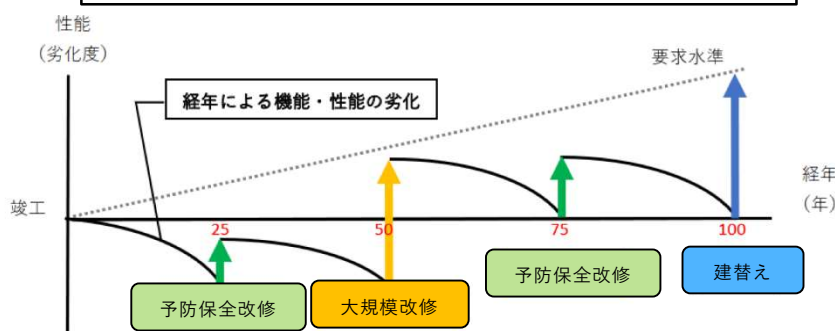 性能
(劣化度)
要求水準
経年による機能・性能の劣化
竣工
経年
(年)
25
50
75
100
予防保全改修
大規模改修
予防保全改修
建替え